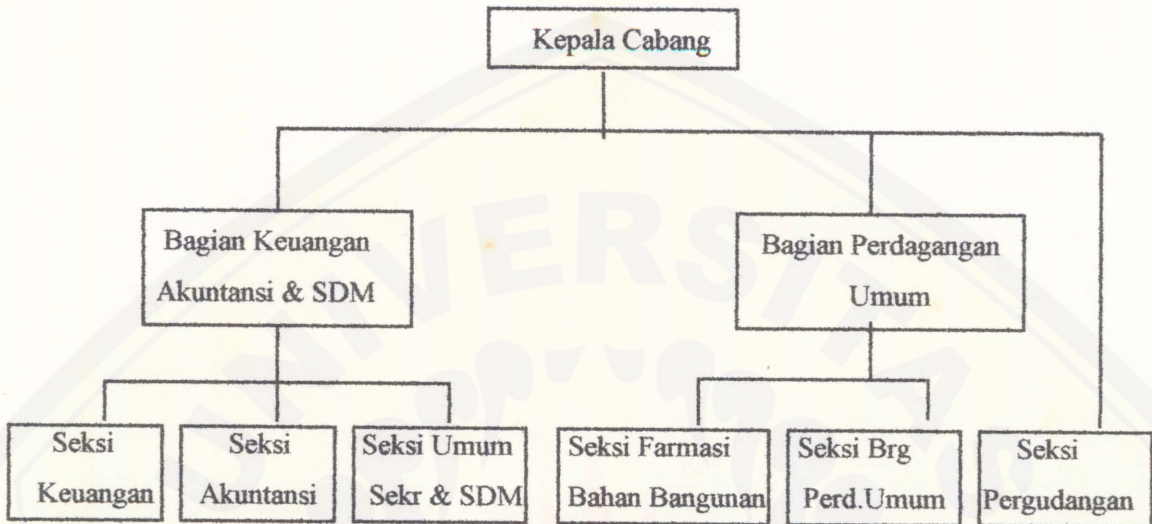 Kepala Cabang
Bagian Keuangan
Akuntansi & SDM
Bagian Perdagangan
Umum
Seksi
Keuangan
Seksi
Akuntansi
Seksi Umum
Sekr & SDM
Seksi Farmasi
Bahan Bangunan
Seksi Brg
Perd.Umum
Seksi
Pergudangan
UNIVERSITAS